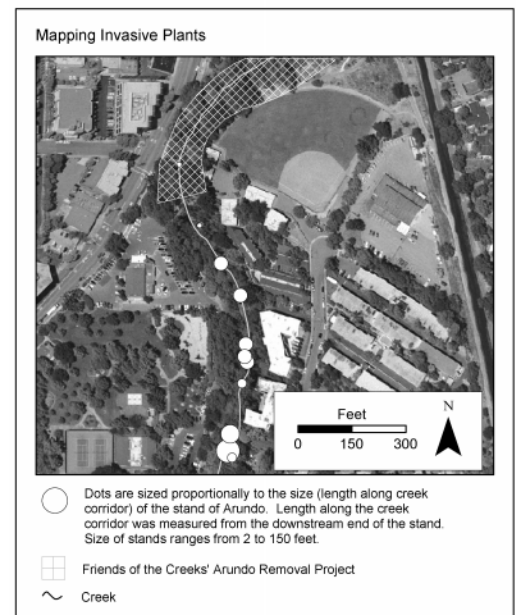 Mapping Invasive Plants
Feet
0 150 300
N
Dots are sized proportionally to the size (length along creek
corridor) of the stand of Arundo. Length along the creek
corridor was measured from the downstream end of the stand.
Size of stands ranges from 2 to 150 feet.
Friends of the Creeks' Arundo Removal Project
Creek